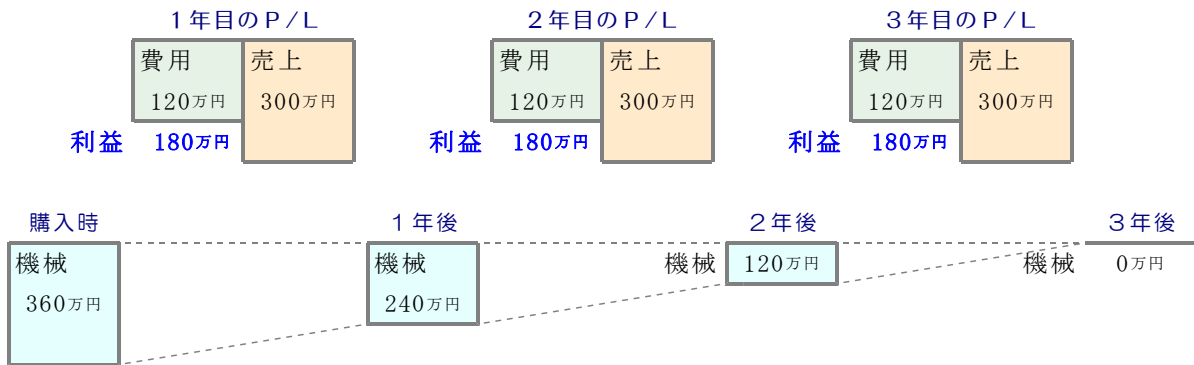 １年目のＰ/Ｌ ２年目のＰ/Ｌ ３年目のＰ/Ｌ
費用 売上 費用 売上 費用 売上
120万円 300万円 120万円 300万円 120万円 300万円
利益 180万円 利益 180万円 利益 180万円
購入時 １年後 ２年後 ３年後
機械 機械 機械 120万円 機械 0万円
360万円 240万円